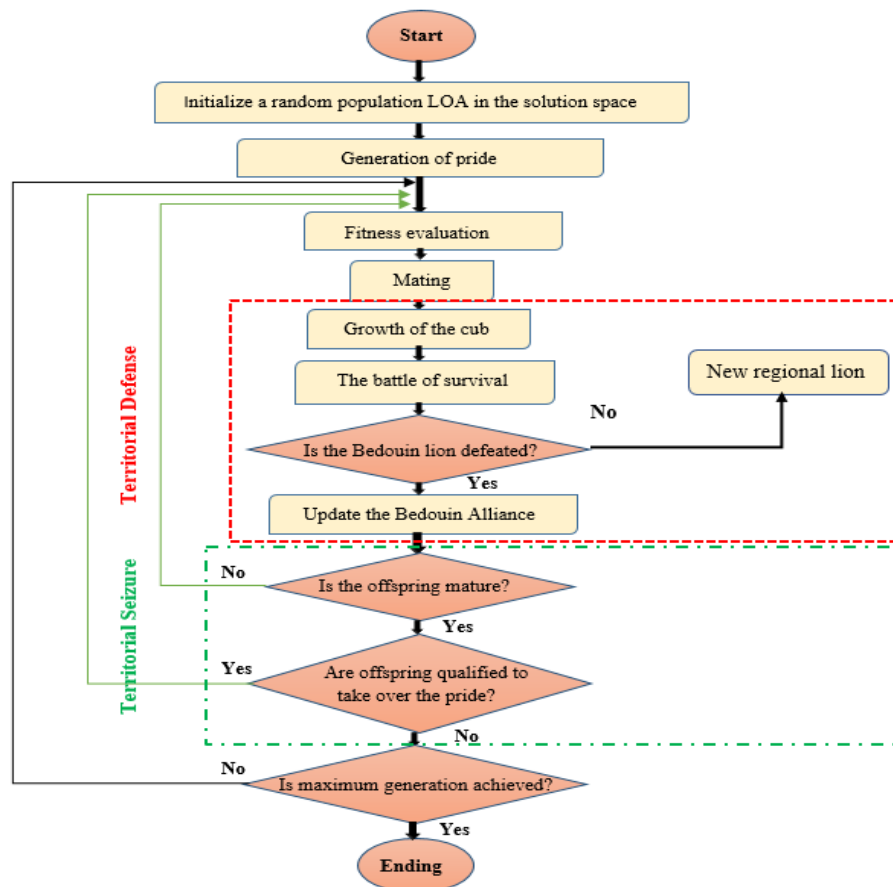 Start
Initialize a random population LOA in the solution space
Generation of pride
Fitness evaluation
Mating
Growth of the cub
The battle of survival
New regional lion
No
Is the Bedouin lion defeated?
Yes
Update the Bedouin Alliance
Territorial Defense
No
Is the offspring mature?
Yes
Territorial Seizure
Yes
Are offspring qualified to
take over the pride?
No
No
Is maximum generation achieved?
Yes
Ending